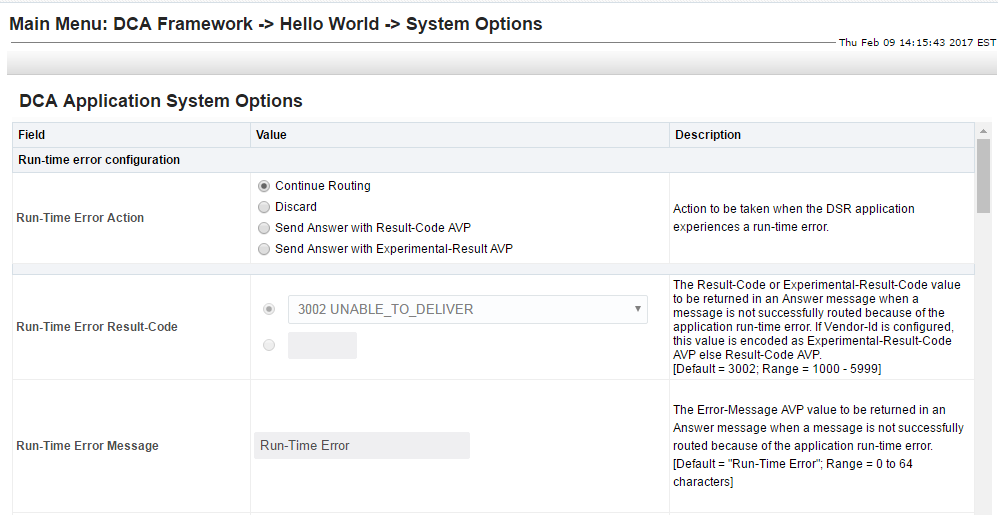 Main Menu: DCA Framework -> Hello World -> System Options
Thu Feb 09 14:15:43 2017 EST
DCA Application System Options
Field Value Description
Run-time error configuration
Run-Time Error Action
Continue Routing
Discard
Send Answer with Result-Code AVP
Send Answer with Experimental-Result AVP
Action to be taken when the DSR application
experiences a run-time error.
Run-Time Error Result-Code
3002 UNABLE_TO_DELIVER
The Result-Code or Experimental-Result-Code value
to be returned in an Answer message when a
message is not successfully routed because of the
application run-time error. If Vendor-Id is configured,
this value is encoded as Experimental-Result-Code
AVP else Result-Code AVP.
[Default = 3002; Range = 1000 - 5999]
Run-Time Error Message
Run-Time Error
The Error-Message AVP value to be returned in an
Answer message when a message is not successfully
routed because of the application run-time error.
[Default = "Run-Time Error"; Range = 0 to 64
characters]